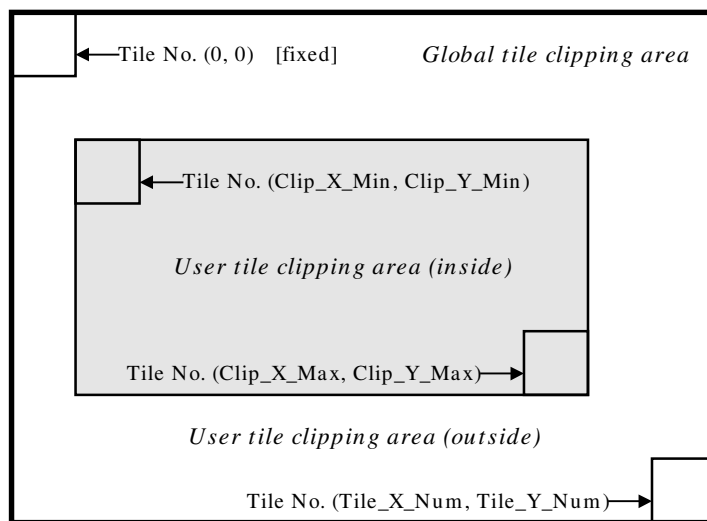 Tile No. (0, 0) [fixed] Global tile clipping area
Tile No. (Clip_X_Min, Clip_Y_Min)
User tile clipping area (inside)
Tile No. (Clip_X_Max, Clip_Y_Max)
User tile clipping area (outside)
Tile No. (Tile_X_Num, Tile_Y_Num)